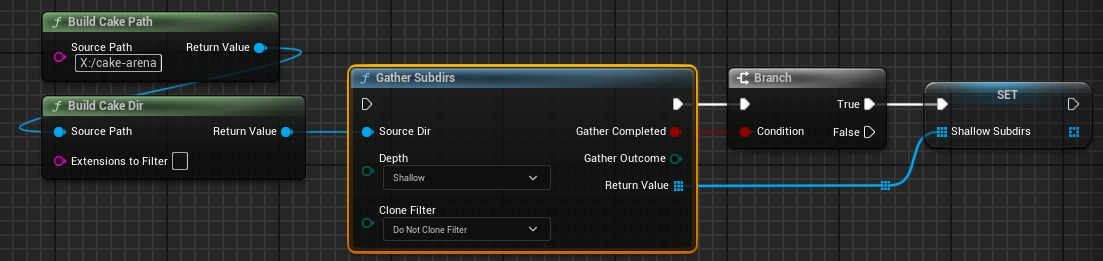 f Build Cake Path
Source Path Return Value
X:/cake-arena
f Build Cake Dir
Source Path Return Value
Extensions to Filter
f Gather Subdirs
Source Dir Gather Completed
Depth Gather Outcome
Shallow
Return Value
Clone Filter
Do Not Clone Filter
Branch
True
Condition False
SET
Shallow Subdirs